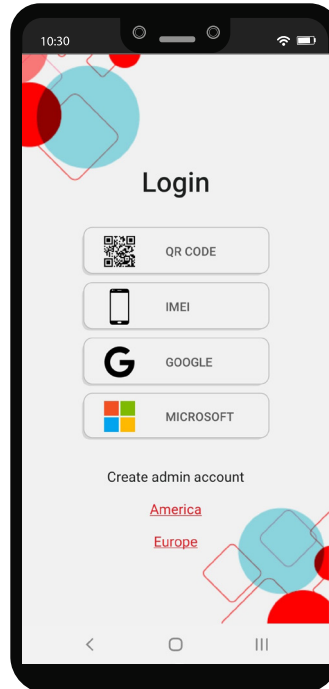 10:30
Login
QR CODE
IMEI
GOOGLE
MICROSOFT
Create admin account
America
Europe